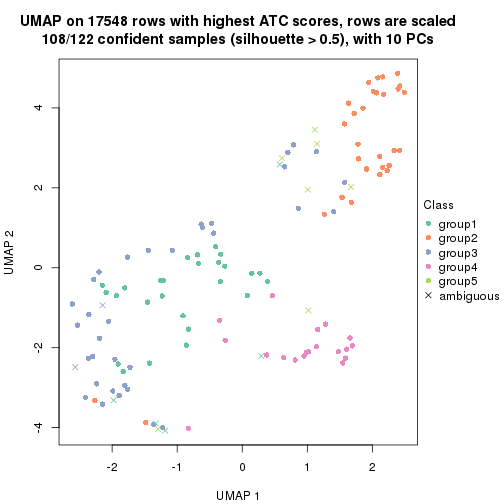 UMAP on 17548 rows with highest ATC scores, rows are scaled
108/122 confident samples (silhouette > 0.5), with 10 PCs
4
2
0
-2
-4
UMAP 2
-2
-1
0
1
2
UMAP 1
Class
group1
group2
group3
group4
group5
ambiguous